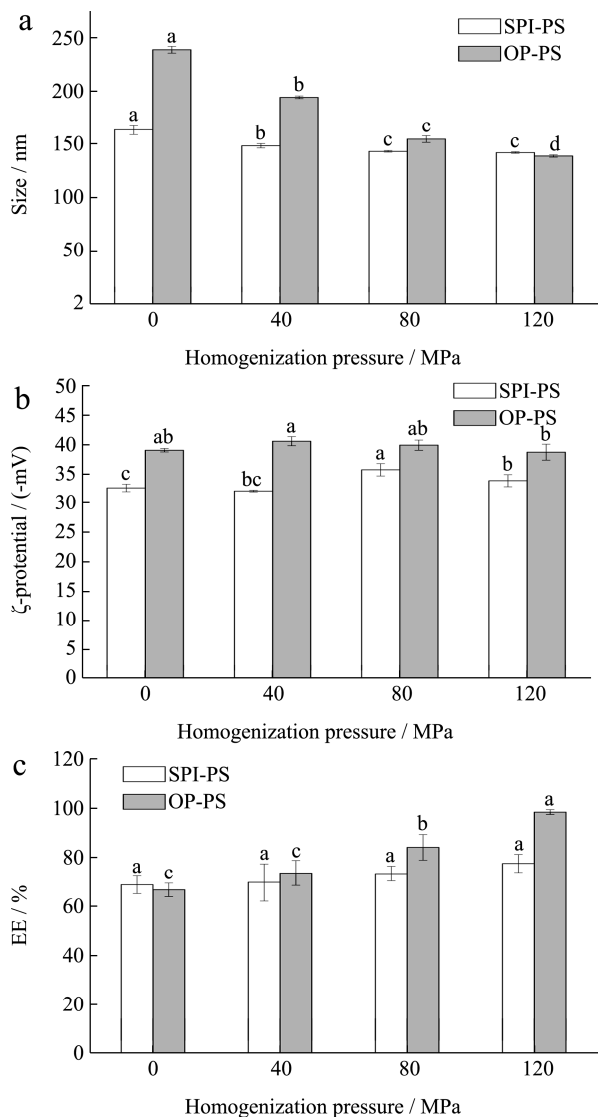 a
SPI-PS
OP-PS
250
200
150
100
50
2
Size / nm
a a
b b
c c
c d
0 40 80 120
Homogenization pressure / MPa
b
SPI-PS
OP-PS
50
45
40
35
30
25
20
15
10
5
0
ζ-protential / (-mV)
c ab
bc a
a ab
b b
0 40 80 120
Homogenization pressure / MPa
c
SPI-PS
OP-PS
120
100
80
60
40
20
0
EE / %
a c
a c
a b
a a
0 40 80 120
Homogenization pressure / MPa